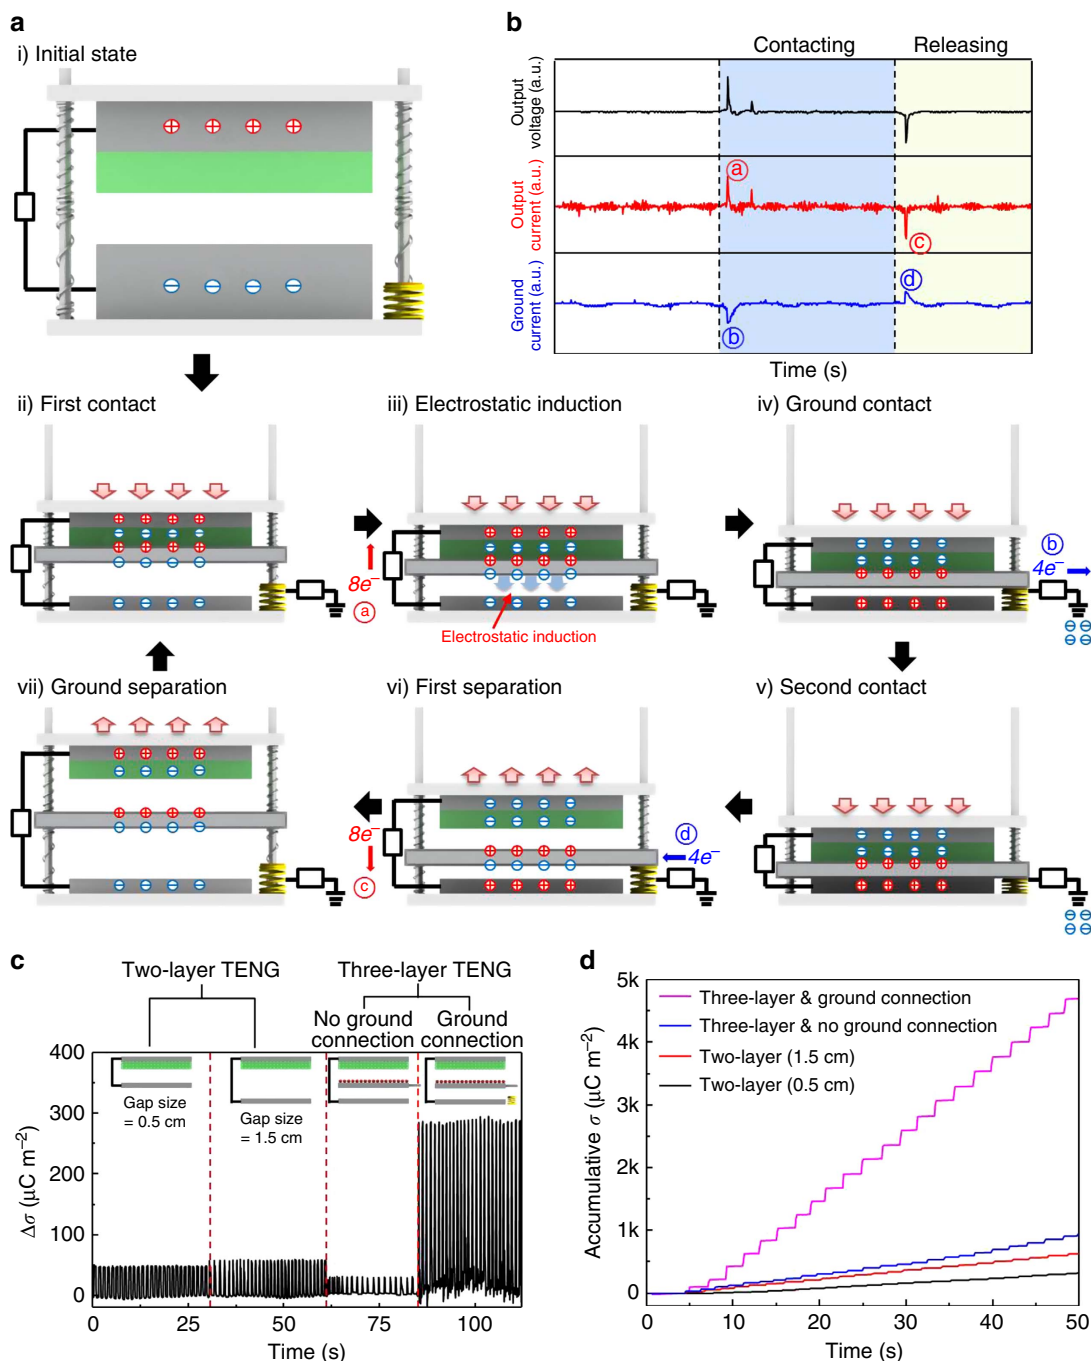 a
i) Initial state
b
Contacting
Releasing
Output
voltage (a.u.)
Output
current (a.u.)
Ground
current (a.u.)
a
c
d
b
Time (s)
ii) First contact
iii) Electrostatic induction
iv) Ground contact
8e−
a
Electrostatic induction
b
4e−
vii) Ground separation
vi) First separation
v) Second contact
8e−
c
d
4e−
c
Two-layer TENG
Three-layer TENG
No ground
connection
Ground
connection
Gap size
= 0.5 cm
Gap size
= 1.5 cm
Δσ (μC m−2)
400
300
200
100
0
0
25
50
75
100
Time (s)
d
Accumulative σ (μC m−2)
5k
4k
3k
2k
1k
0
Three-layer & ground connection
Three-layer & no ground connection
Two-layer (1.5 cm)
Two-layer (0.5 cm)
0
10
20
30
40
50
Time (s)